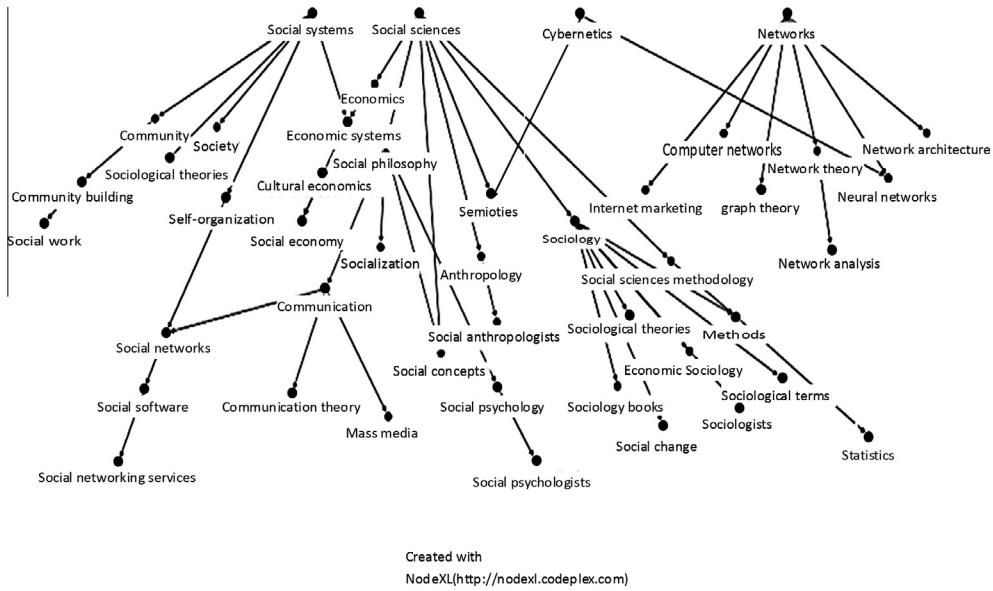 Social systems
Social sciences
Cybernetics
Networks
Economics
Community
Economic systems
Society
Computer networks
Network architecture
Social philosophy
Sociological theories
Network theory
Cultural economics
Community building
Neural networks
Semioties
Internet marketing
graph theory
Self-organization
Social work
Social economy
Sociology
Socialization
Network analysis
Anthropology
Social sciences methodology
Communication
Sociological theories
Methods
Social anthropologists
Social networks
Social concepts
Economic Sociology
Sociological terms
Social software
Communication theory
Social psychology
Sociology books
Sociologists
Mass media
Social change
Statistics
Social networking services
Social psychologists
Created with
NodeXL(http://nodexl.codeplex.com)